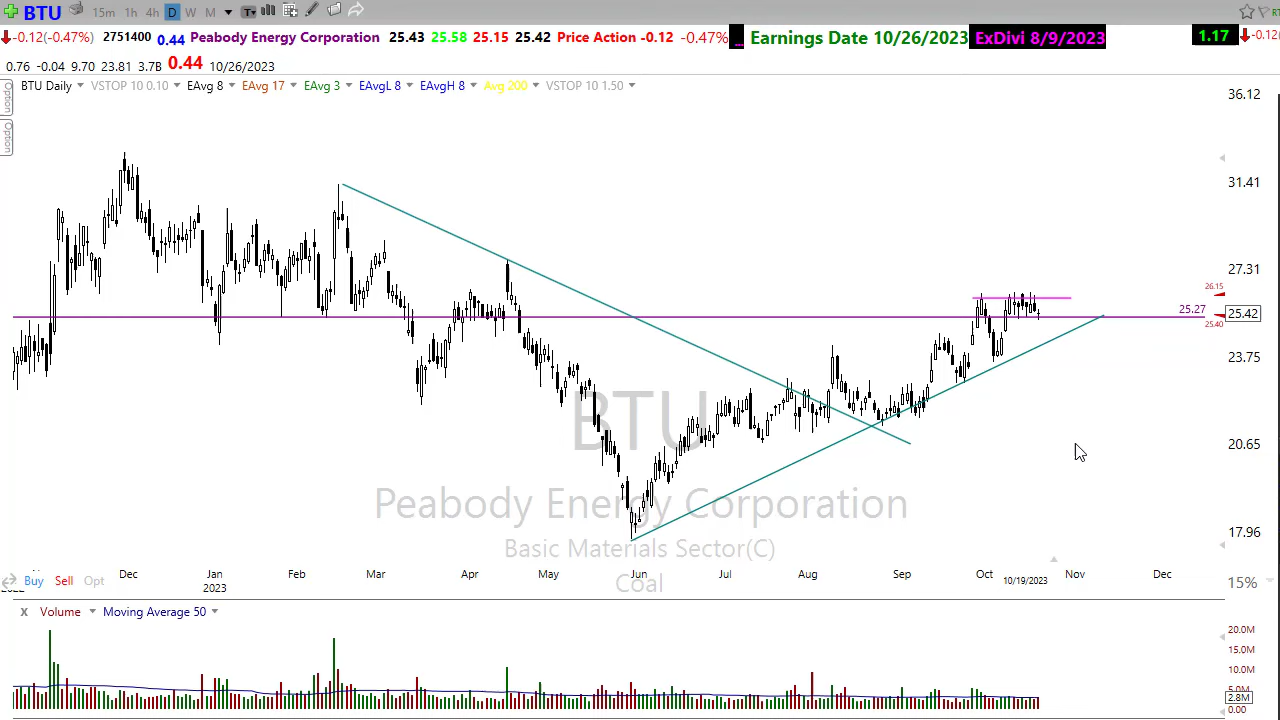 BTU 15m 1h 4h D W M
-0.12(-0.47%) 2751400 0.44 Peabody Energy Corporation 25.43 25.58 25.15 25.42 Price Action -0.12 -0.47% ... Earnings Date 10/26/2023 ExDivi 8/9/2023 1.17 -0.12
0.76 -0.04 9.70 23.81 3.7B 0.44 10/26/2023
BTU Daily VSTOP 10 0.10 EAvg 8 EAvg 17 EAvg 3 EAvgL 8 EAvgH 8 Avg 200 VSTOP 10 1.50
Option
Option
36.12
31.41
27.31
26.15
25.27
25.42
25.40
23.75
20.65
17.96
BTU
Peabody Energy Corporation
Basic Materials Sector(C)
Coal
Dec Jan Feb Mar Apr May Jun Jul Aug Sep Oct Nov Dec
2023 10/19/2023
Buy Sell Opt
15%
x Volume Moving Average 50
20.0M
15.0M
10.0M
5.0M
2.8M
0.00